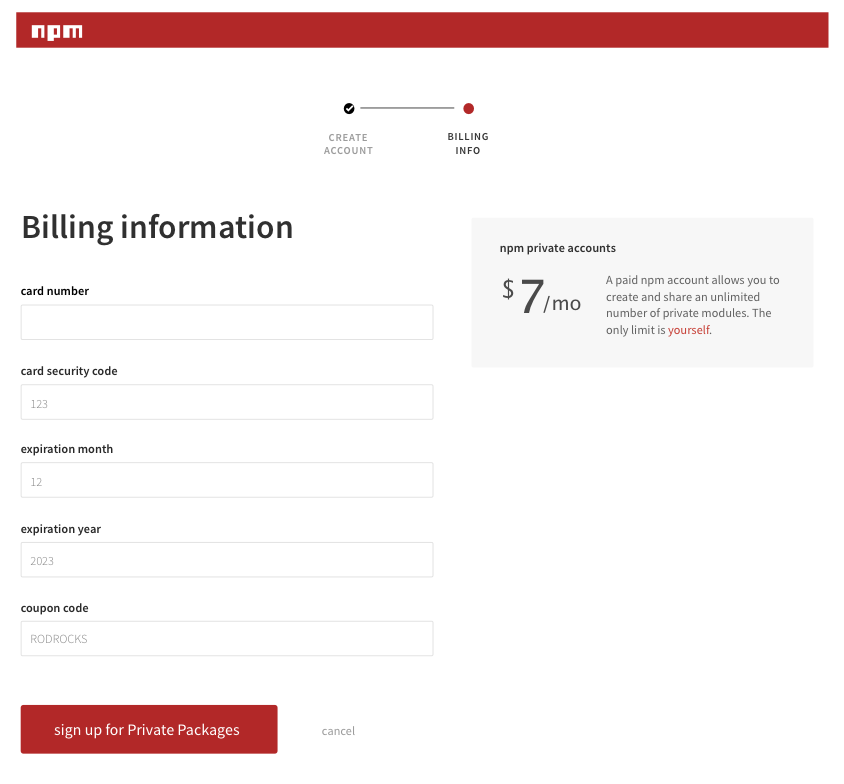 npm
CREATE
ACCOUNT
BILLING
INFO
Billing information
card number
card security code
123
expiration month
12
expiration year
2023
coupon code
RODROCKS
sign up for Private Packages
cancel
npm private accounts
$7/mo
A paid npm account allows you to
create and share an unlimited
number of private modules. The
only limit is yourself.